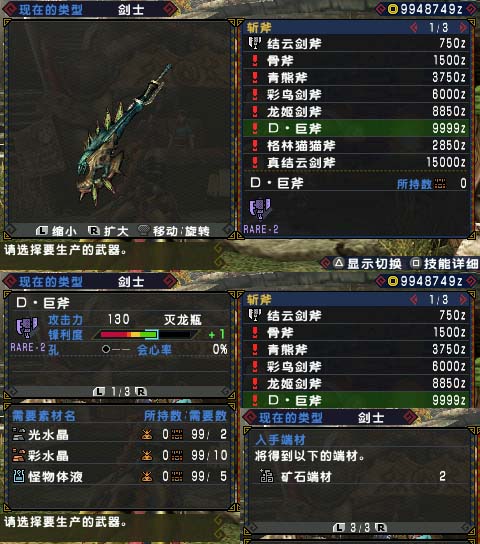 现在的类型 剑士
9948749z
斩斧 1/3
结云剑斧 750z
骨斧 1500z
青熊斧 3750z
彩鸟剑斧 6000z
龙姬剑斧 8850z
D·巨斧 9999z
格林猫猫斧 2850z
真结云剑斧 15000z
D·巨斧 所持数 0
RARE-2
L 缩小 R 扩大 移动/旋转
请选择要生产的武器。
△显示切换 □技能详细
现在的类型 剑士
9948749z
D·巨斧
攻击力 130 灭龙瓶
锋利度 +1
RARE-2 孔 ●-- 会心率 0%
L 1/3 R
斩斧 1/3
结云剑斧 750z
骨斧 1500z
青熊斧 3750z
彩鸟剑斧 6000z
龙姬剑斧 8850z
D·巨斧 9999z
需要素材名 所持数/需要数
光水晶 0 99/ 2
彩水晶 0 99/10
怪物体液 0 99/ 5
请选择要生产的武器。
现在的类型 剑士
入手端材
将得到以下的端材。
矿石端材 2
L 3/3 R